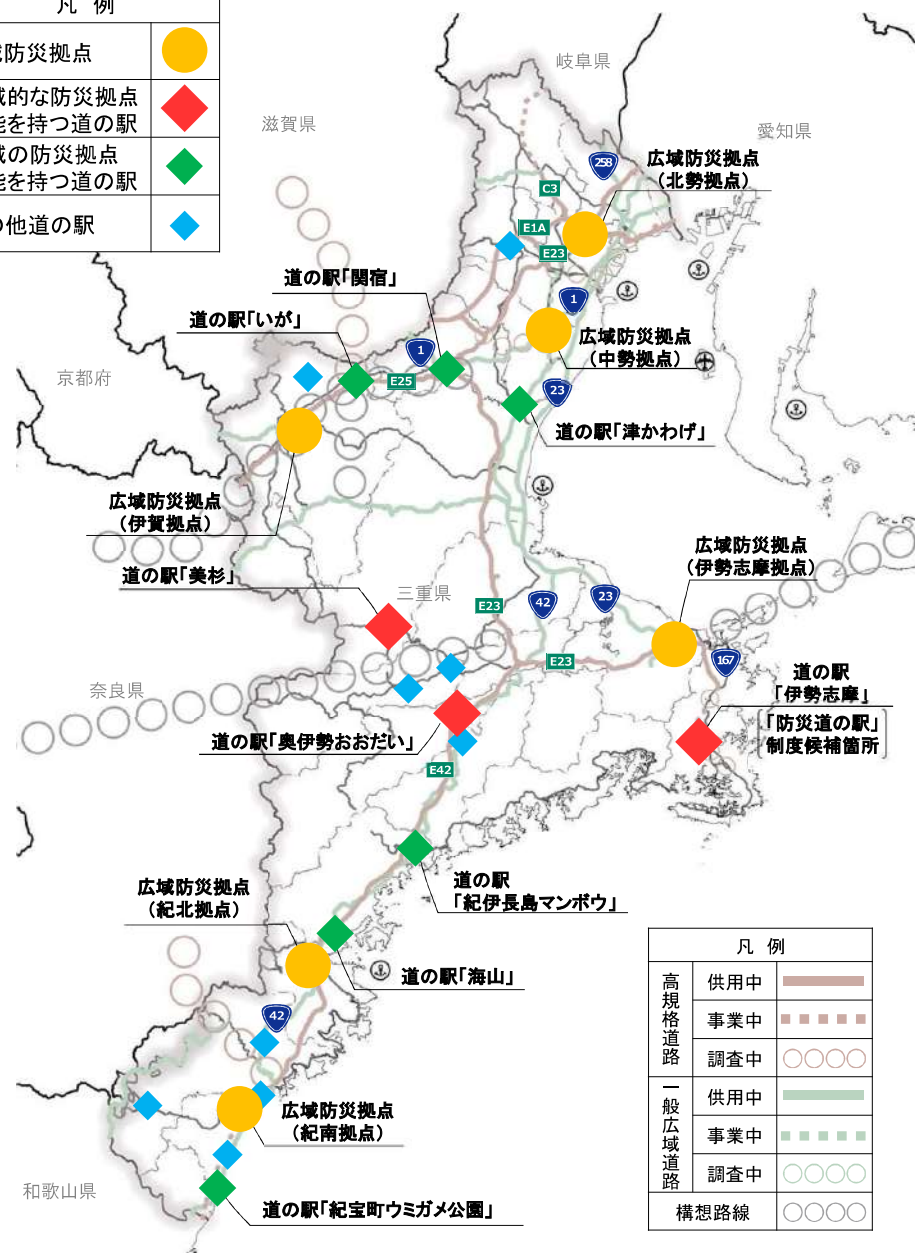 凡 例
防災拠点
的な防災拠点
を持つ道の駅
の防災拠点
を持つ道の駅
他道の駅
岐阜県
滋賀県
愛知県
258
広域防災拠点
(北勢拠点)
C3
E1A
E23
道の駅「関宿」
1
道の駅「いが」
広域防災拠点
(中勢拠点)
1
京都府
E25
23
道の駅「津かわげ」
広域防災拠点
(伊賀拠点)
広域防災拠点
(伊勢志摩拠点)
道の駅「美杉」
三重県
E23
42
23
E23
167
奈良県
道の駅
「伊勢志摩」
「防災道の駅」
制度候補箇所
道の駅「奥伊勢おおだい」
E42
道の駅
「紀伊長島マンボウ」
広域防災拠点
(紀北拠点)
道の駅「海山」
42
広域防災拠点
(紀南拠点)
和歌山県
道の駅「紀宝町ウミガメ公園」
凡 例
高規格道路
供用中
事業中
調査中
一般広域道路
供用中
事業中
調査中
構想路線